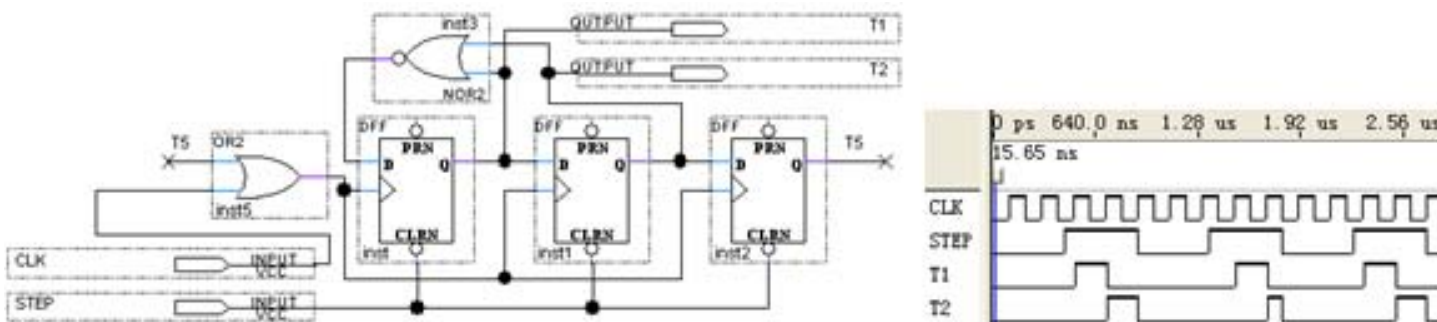 inst3
OUTPUT T1
OUTPUT T2
NOR2
T5 OR2 DFF DFF DFF T5
PRN PRN PRN
D Q D Q D Q
inst5
CLRN CLRN CLRN
inst inst1 inst2
CLK INPUT
VCC
STEP INPUT
VCC
0 ps 640.0 ns 1.28 us 1.92 us 2.56 us
15.65 ns
CLK
STEP
T1
T2